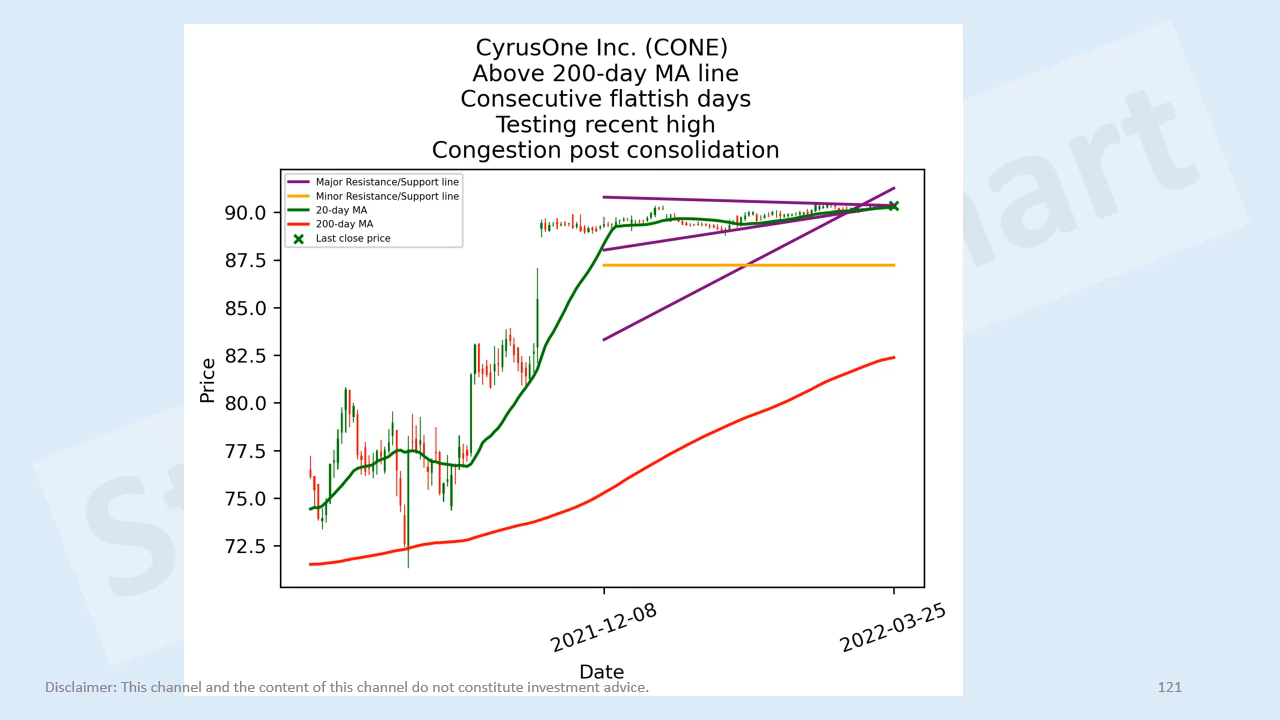 CyrusOne Inc. (CONE)
Above 200-day MA line
Consecutive flattish days
Testing recent high
Congestion post consolidation
Major Resistance/Support line
Minor Resistance/Support line
20-day MA
200-day MA
Last close price
90.0
87.5
85.0
82.5
80.0
77.5
75.0
72.5
Price
2021-12-08
2022-03-25
Date
Disclaimer: This channel and the content of this channel do not constitute investment advice.
121